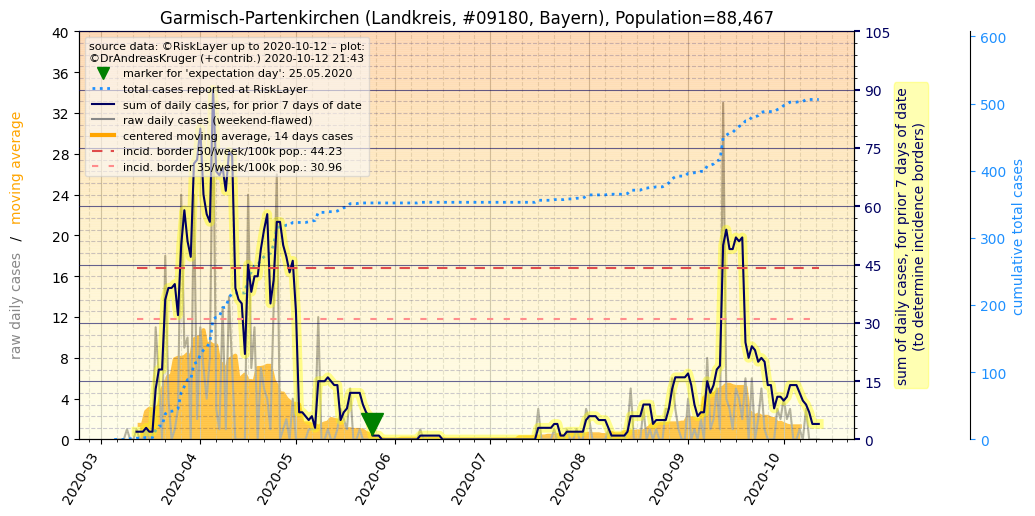 Garmisch-Partenkirchen (Landkreis, #09180, Bayern), Population=88,467
source data: ©RiskLayer up to 2020-10-12 – plot:
©DrAndreasKruger (+contrib.) 2020-10-12 21:43
marker for 'expectation day': 25.05.2020
total cases reported at RiskLayer
sum of daily cases, for prior 7 days of date
raw daily cases (weekend-flawed)
centered moving average, 14 days cases
incid. border 50/week/100k pop.: 44.23
incid. border 35/week/100k pop.: 30.96
raw daily cases / moving average
40
36
32
28
24
20
16
12
8
4
0
105
90
75
60
45
30
15
0
sum of daily cases, for prior 7 days of date
(to determine incidence borders)
600
500
400
300
200
100
0
cumulative total cases
2020-03
2020-04
2020-05
2020-06
2020-07
2020-08
2020-09
2020-10